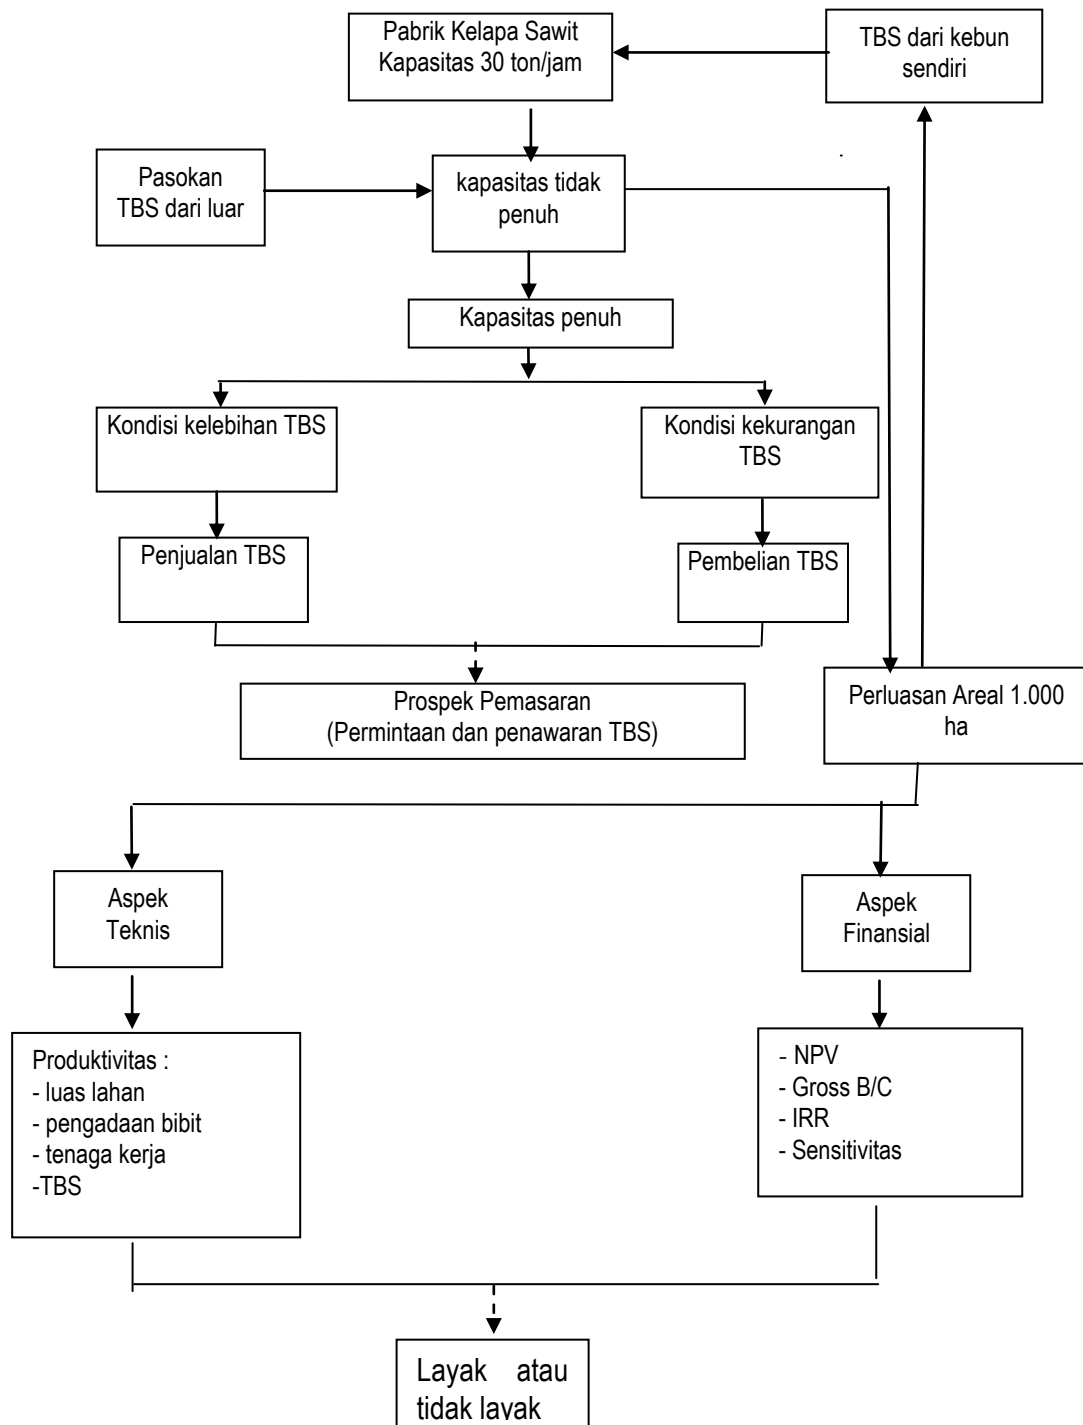 Pabrik Kelapa Sawit
Kapasitas 30 ton/jam
TBS dari kebun
sendiri
Pasokan
TBS dari luar
kapasitas tidak
penuh
Kapasitas penuh
Kondisi kelebihan TBS
Kondisi kekurangan
TBS
Penjualan TBS
Pembelian TBS
Prospek Pemasaran
(Permintaan dan penawaran TBS)
Perluasan Areal 1.000
ha
Aspek
Teknis
Aspek
Finansial
Produktivitas :
- luas lahan
- pengadaan bibit
- tenaga kerja
-TBS
- NPV
- Gross B/C
- IRR
- Sensitivitas
Layak atau
tidak layak